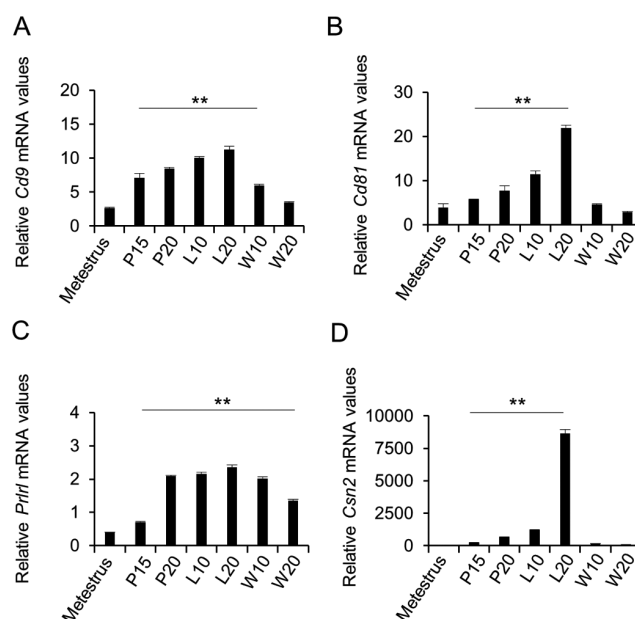 A
Relative Cd9 mRNA values
20
15
10
5
0
**
Metestrus
P15
P20
L10
L20
W10
W20
B
Relative Cd81 mRNA values
30
20
10
0
**
Metestrus
P15
P20
L10
L20
W10
W20
C
Relative Prlrl mRNA values
4
3
2
1
0
**
Metestrus
P15
P20
L10
L20
W10
W20
D
Relative Csn2 mRNA values
10000
7500
5000
2500
0
**
Metestrus
P15
P20
L10
L20
W10
W20